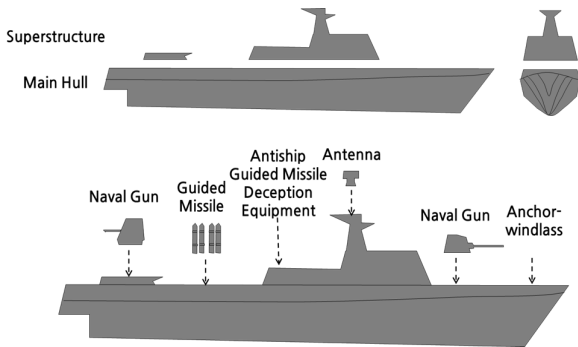 Superstructure
Main Hull
Antiship
Guided Missile
Deception
Equipment
Antenna
Naval Gun
Guided
Missile
Naval Gun
Anchor-
windlass